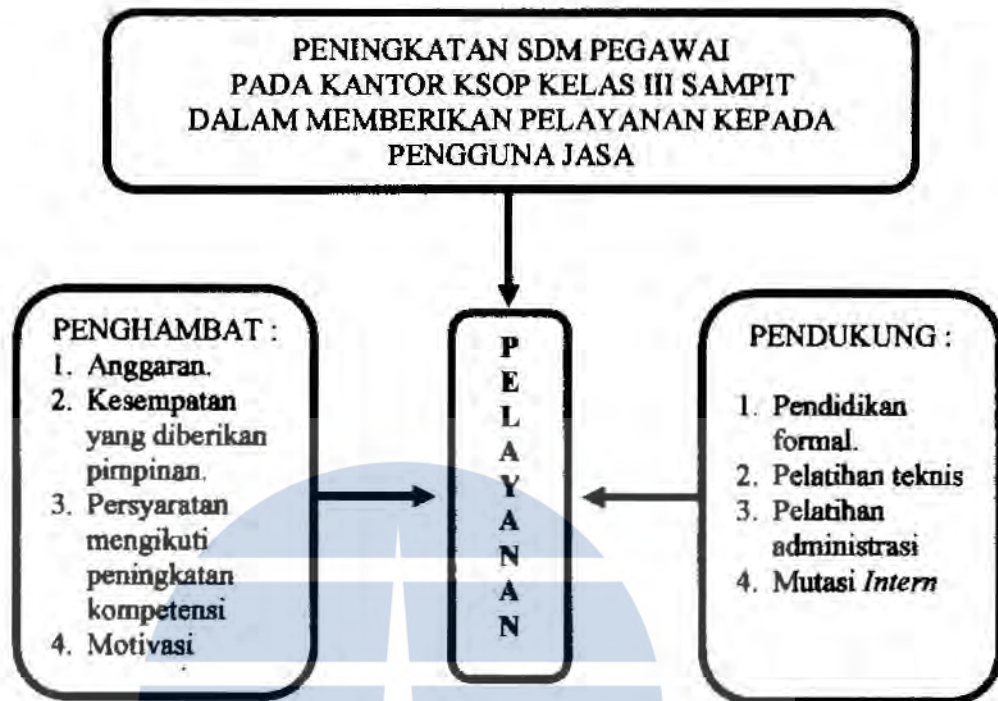 PENINGKATAN SDM PEGAWAI
PADA KANTOR KSOP KELAS III SAMPIT
DALAM MEMBERIKAN PELAYANAN KEPADA
PENGGUNA JASA
PENGHAMBAT :
1. Anggaran.
2. Kesempatan
yang diberikan
pimpinan.
3. Persyaratan
mengikuti
peningkatan
kompetensi
4. Motivasi
P
E
L
A
Y
A
N
A
N
PENDUKUNG :
1. Pendidikan
formal.
2. Pelatihan teknis
3. Pelatihan
administrasi
4. Mutasi Intern